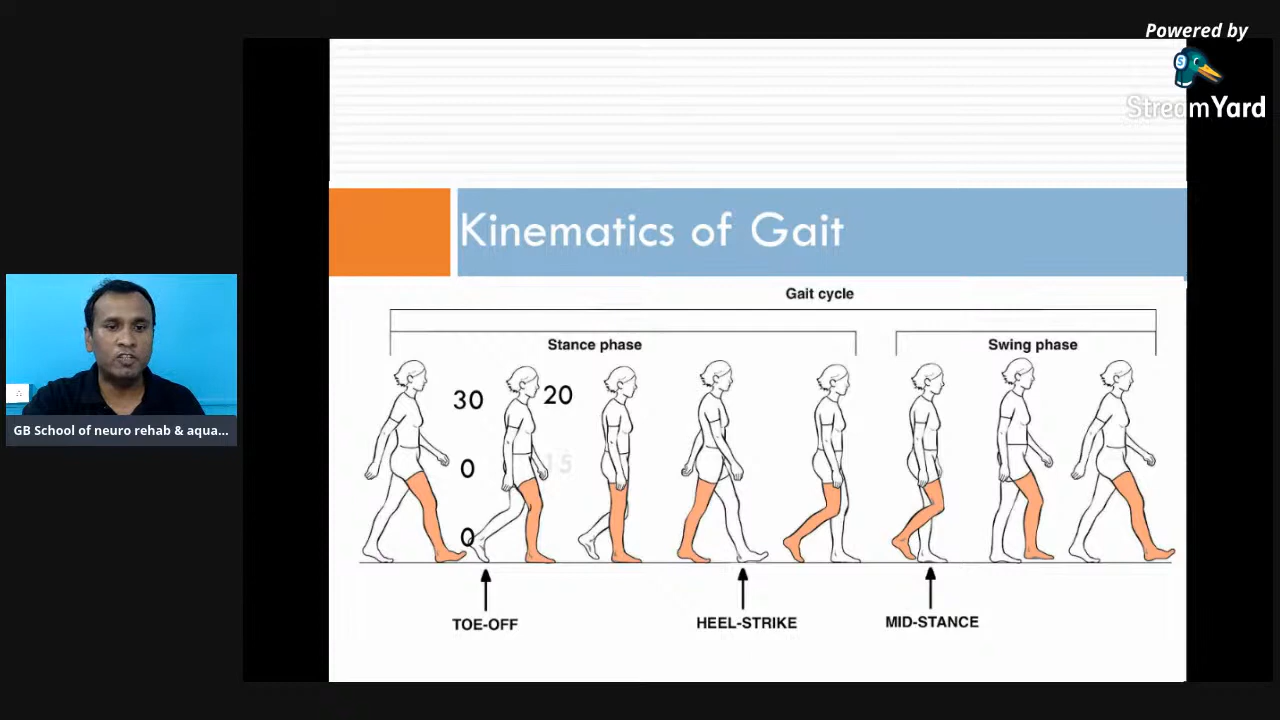 Powered by
StreamYard
Kinematics of Gait
Gait cycle
Stance phase
Swing phase
30
20
0
15
0
TOE-OFF
HEEL-STRIKE
MID-STANCE
GB School of neuro rehab & aqua...